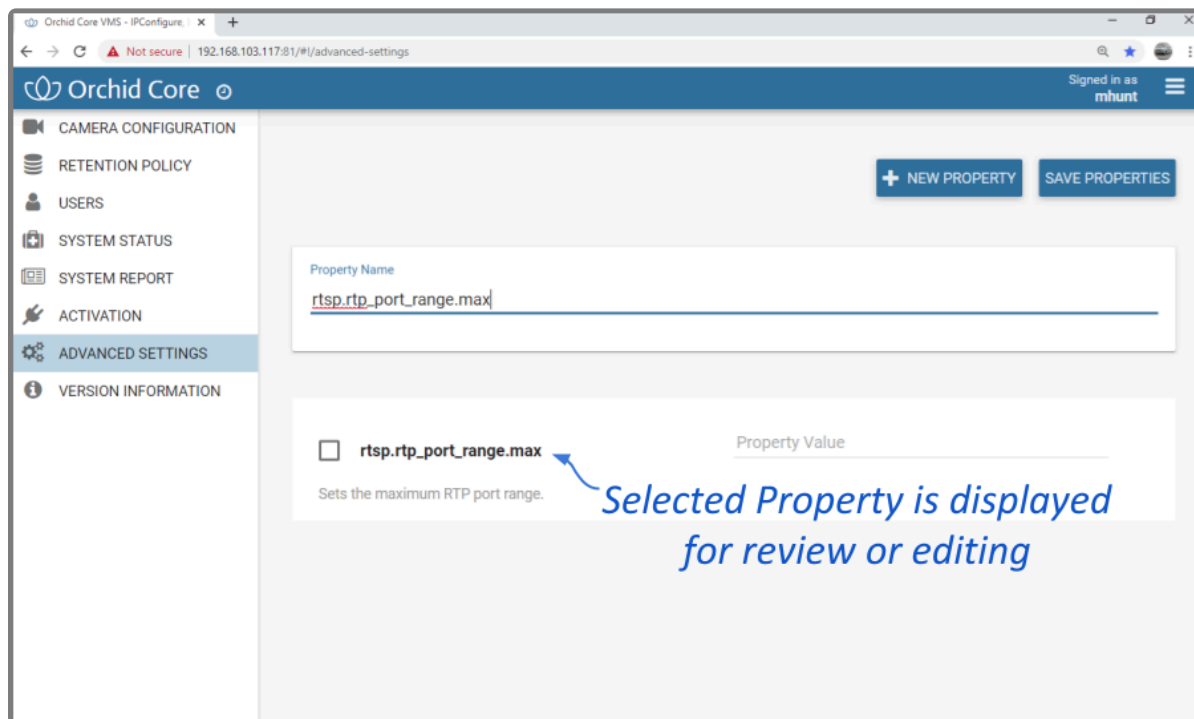 Orchid Core VMS - IPConfigure, I
Not secure | 192.168.103.117:81/#!/advanced-settings
Orchid Core
Signed in as
mhunt
CAMERA CONFIGURATION
RETENTION POLICY
USERS
SYSTEM STATUS
SYSTEM REPORT
ACTIVATION
ADVANCED SETTINGS
VERSION INFORMATION
+ NEW PROPERTY
SAVE PROPERTIES
Property Name
rtsp.rtp_port_range.max
rtsp.rtp_port_range.max
Property Value
Sets the maximum RTP port range.
Selected Property is displayed
for review or editing